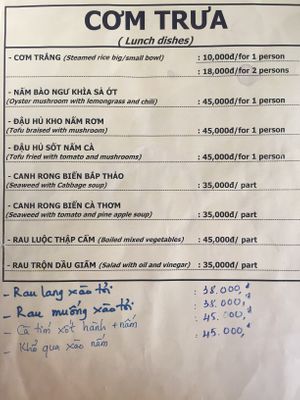 CƠM TRƯA
( Lunch dishes)
- CƠM TRẮNG (Steamed rice big/small bowl) : 10,000đ/for 1 person
: 18,000đ/for 2 persons
- NẤM BÀO NGƯ KHÌA SẢ ỚT
(Oyster mushroom with lemongrass and chili) : 45,000đ/for 1 person
- ĐẬU HỦ KHO NẤM RƠM
(Tofu braised with mushroom) : 45,000đ/for 1 person
- ĐẬU HỦ SỐT NẤM CÀ
(Tofu fried with tomato and mushrooms) : 45,000đ/for 1 person
- CANH RONG BIỂN BẮP THẢO
(Seaweed with Cabbage soup) : 35,000đ/ part
- CANH RONG BIỂN CÀ THƠM
(Seaweed with tomato and pine apple soup) : 35,000đ/ part
- RAU LUỘC THẬP CẨM (Boiled mixed vegetables) : 45,000đ/ part
- RAU TRỘN DẦU GIẤM (Salad with oil and vinegar) : 35,000đ/ part
- Rau lang xào tỏi : 38.000,đ
- Rau muống xào tỏi : 38.000,đ
- Cà tím xốt hành + nấm : 45.000,đ
- Khổ qua xào nấm : 45.000,đ